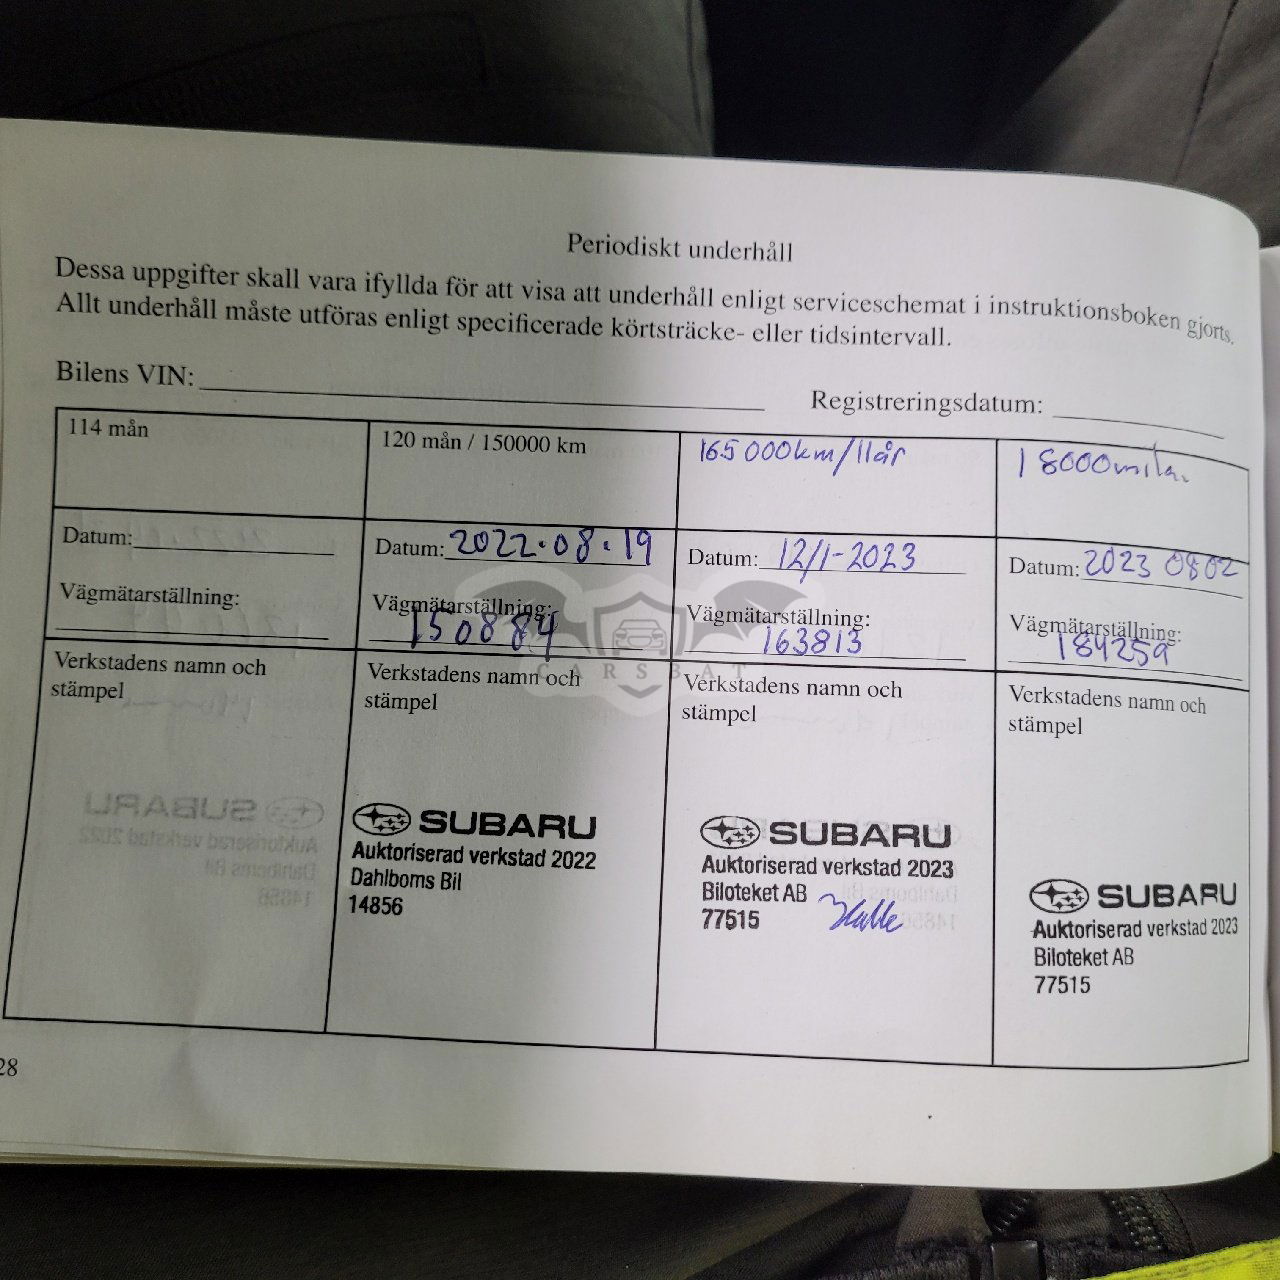 Periodiskt underhåll
Dessa uppgifter skall vara ifyllda för att visa att underhåll enligt serviceschemat i instruktionsboken gjorts.
Allt underhåll måste utföras enligt specificerade körtsträcke- eller tidsintervall.
Bilens VIN:
Registreringsdatum:
114 mån
Datum:
Vägmätarställning:
Verkstadens namn och
stämpel
120 mån / 150000 km
Datum: 2022.08.19
Vägmätarställning:
150884
Verkstadens namn och
stämpel
SUBARU
Auktoriserad verkstad 2022
Dahlboms Bil
14856
165000km/11år
Datum: 12/1-2023
Vägmätarställning:
163813
Verkstadens namn och
stämpel
SUBARU
Auktoriserad verkstad 2023
Biloteket AB
77515
18000mila.
Datum: 2023 0802
Vägmätarställning:
184259
Verkstadens namn och
stämpel
SUBARU
Auktoriserad verkstad 2023
Biloteket AB
77515
28
CARSBAT